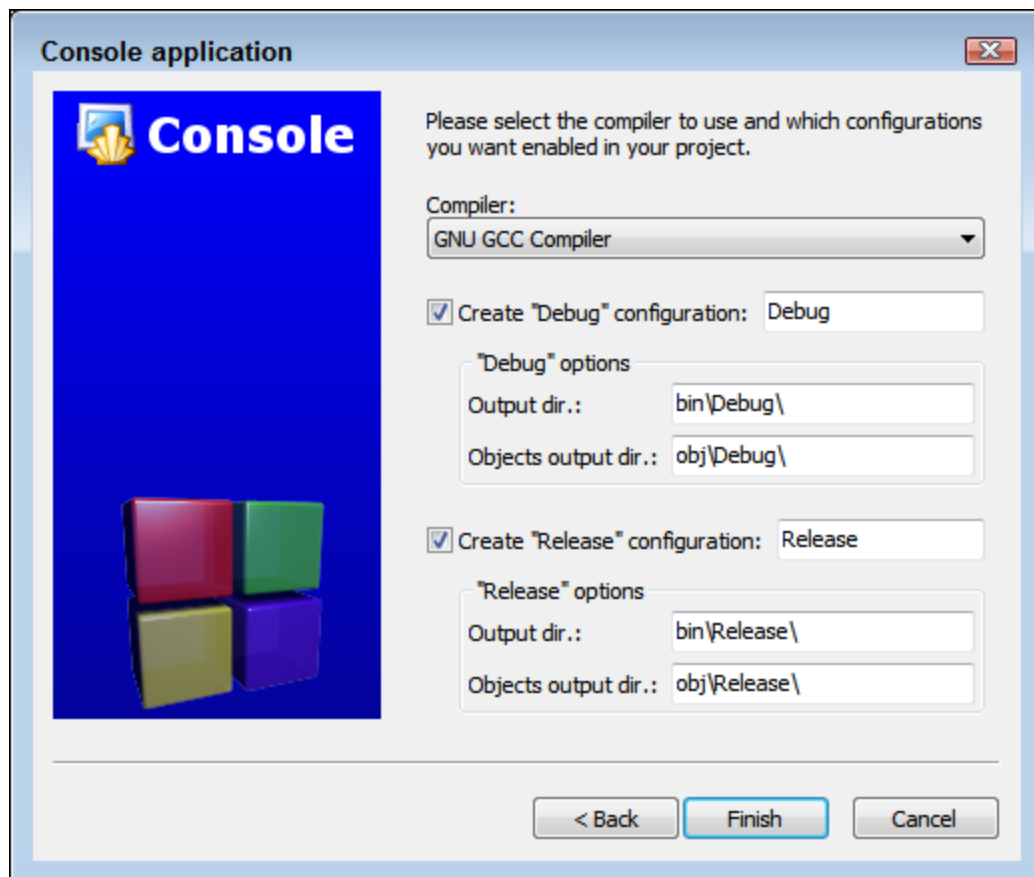 Console application
Console
Please select the compiler to use and which configurations
you want enabled in your project.
Compiler:
GNU GCC Compiler
Create "Debug" configuration: Debug
"Debug" options
Output dir.: bin\Debug\
Objects output dir.: obj\Debug\
Create "Release" configuration: Release
"Release" options
Output dir.: bin\Release\
Objects output dir.: obj\Release\
< Back Finish Cancel